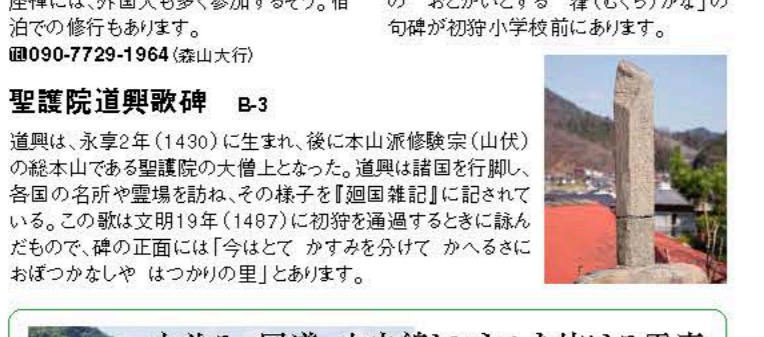 座禅には、外国人も多く参加するそう。宿
泊での修行もあります。
☎090-7729-1964(森山大行)
の おとがいとする 葎(むぐら)かな」の
句碑が初狩小学校前にあります。
聖護院道興歌碑 B-3
道興は、永享2年(1430)に生まれ、後に本山派修験宗(山伏)
の総本山である聖護院の大僧上となった。道興は諸国を行脚し、
各国の名所や霊場を訪ね、その様子を『廻国雑記』に記されて
いる。この歌は文明19年(1487)に初狩を通過するときに詠ん
だもので、碑の正面には「今はとて かすみを分けて かへるさに
おぼつかなしや はつかりの里」とあります。